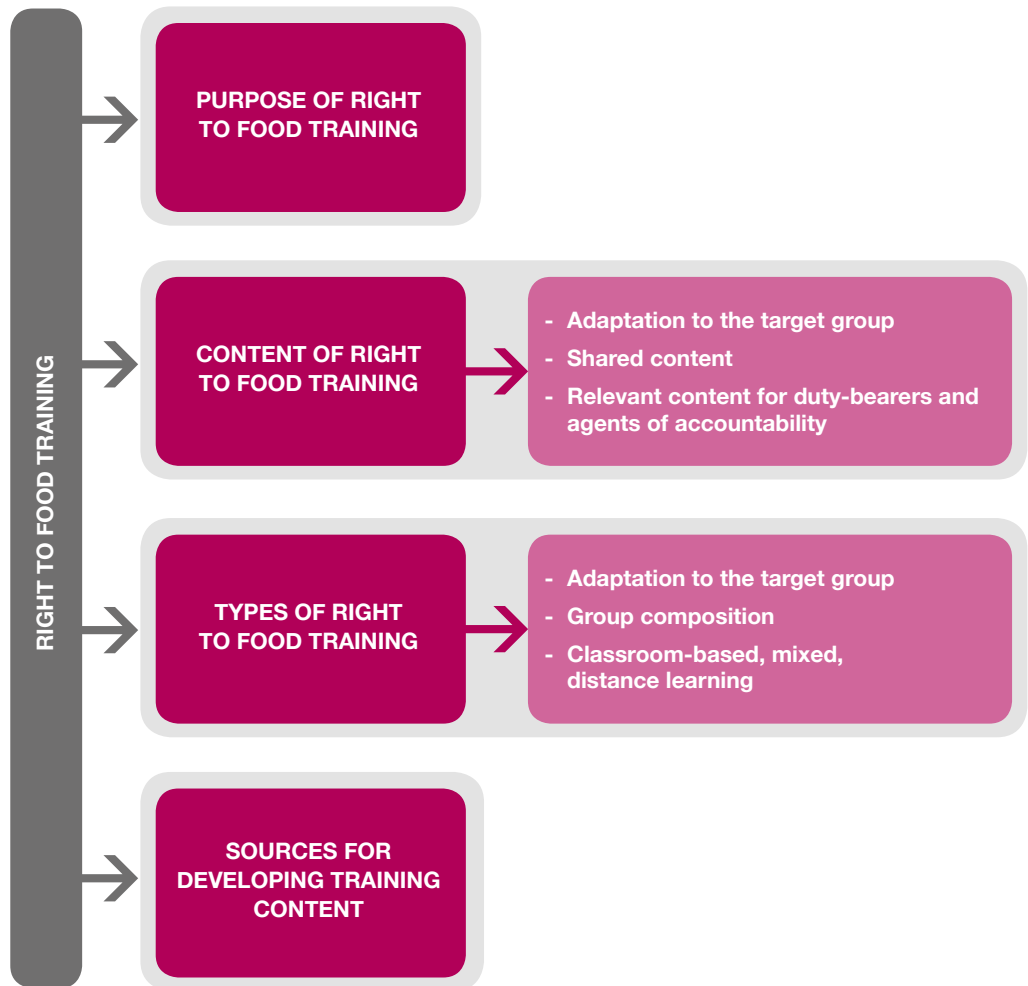 RIGHT TO FOOD TRAINING
PURPOSE OF RIGHT
TO FOOD TRAINING
CONTENT OF RIGHT
TO FOOD TRAINING
- Adaptation to the target group
- Shared content
- Relevant content for duty-bearers and
agents of accountability
TYPES OF RIGHT
TO FOOD TRAINING
- Adaptation to the target group
- Group composition
- Classroom-based, mixed,
distance learning
SOURCES FOR
DEVELOPING TRAINING
CONTENT